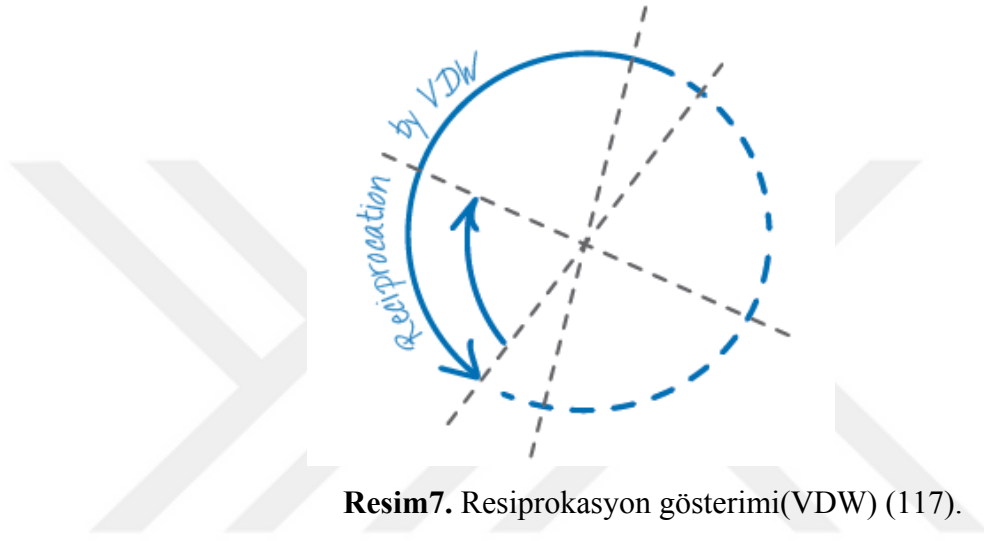 Reciprocation by VDW
Resim7. Resiprokasyon gösterimi(VDW) (117).